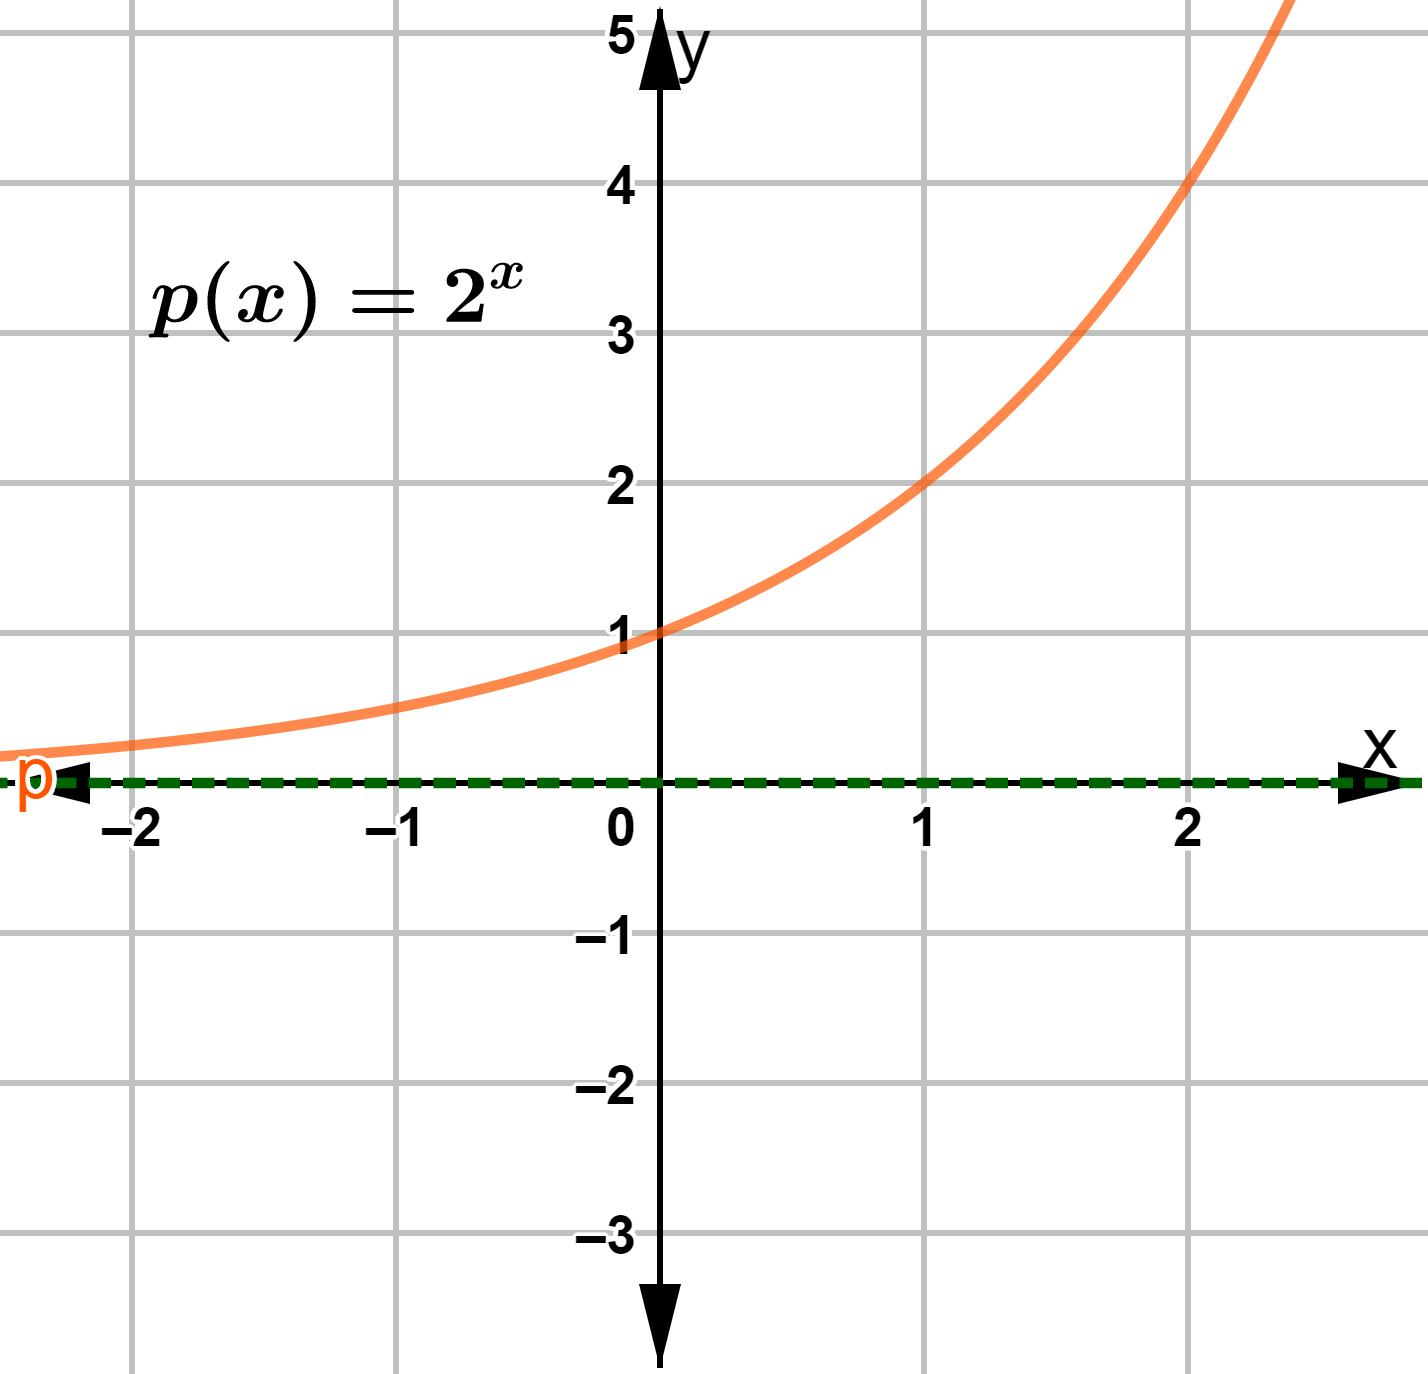 5
y
4
p(x) = 2^x
3
2
1
x
p
–2 –1 0 1 2
–1
–2
–3